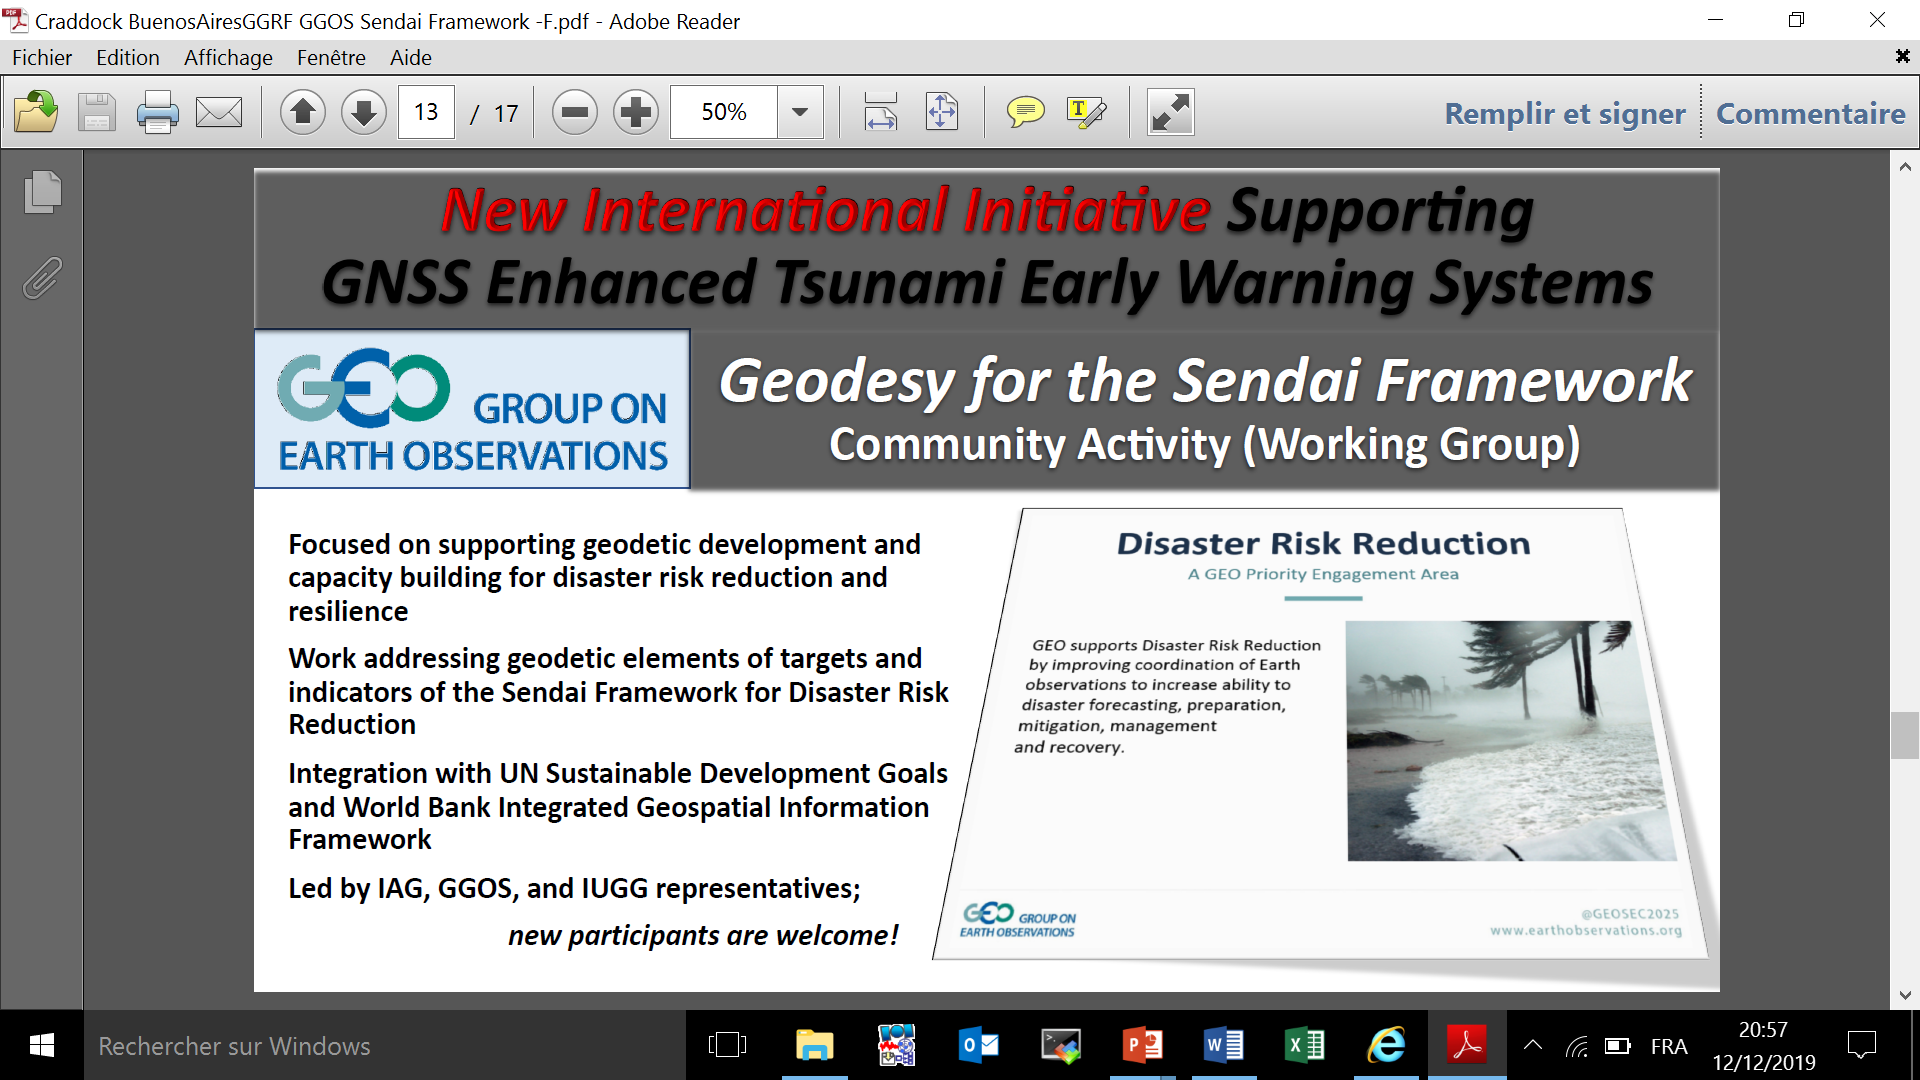 Craddock BuenosAiresGGRF GGOS Sendai Framework -F.pdf - Adobe Reader
Fichier Edition Affichage Fenêtre Aide
13 / 17 50% Remplir et signer Commentaire
New International Initiative Supporting
GNSS Enhanced Tsunami Early Warning Systems
GEO GROUP ON
EARTH OBSERVATIONS
Geodesy for the Sendai Framework
Community Activity (Working Group)
Focused on supporting geodetic development and
capacity building for disaster risk reduction and
resilience
Work addressing geodetic elements of targets and
indicators of the Sendai Framework for Disaster Risk
Reduction
Integration with UN Sustainable Development Goals
and World Bank Integrated Geospatial Information
Framework
Led by IAG, GGOS, and IUGG representatives;
new participants are welcome!
Disaster Risk Reduction
A GEO Priority Engagement Area
GEO supports Disaster Risk Reduction
by improving coordination of Earth
observations to increase ability to
disaster forecasting, preparation,
mitigation, management
and recovery.
GEO GROUP ON
EARTH OBSERVATIONS
@GEOSEC2025
www.earthobservations.org
Rechercher sur Windows
FRA
20:57
12/12/2019